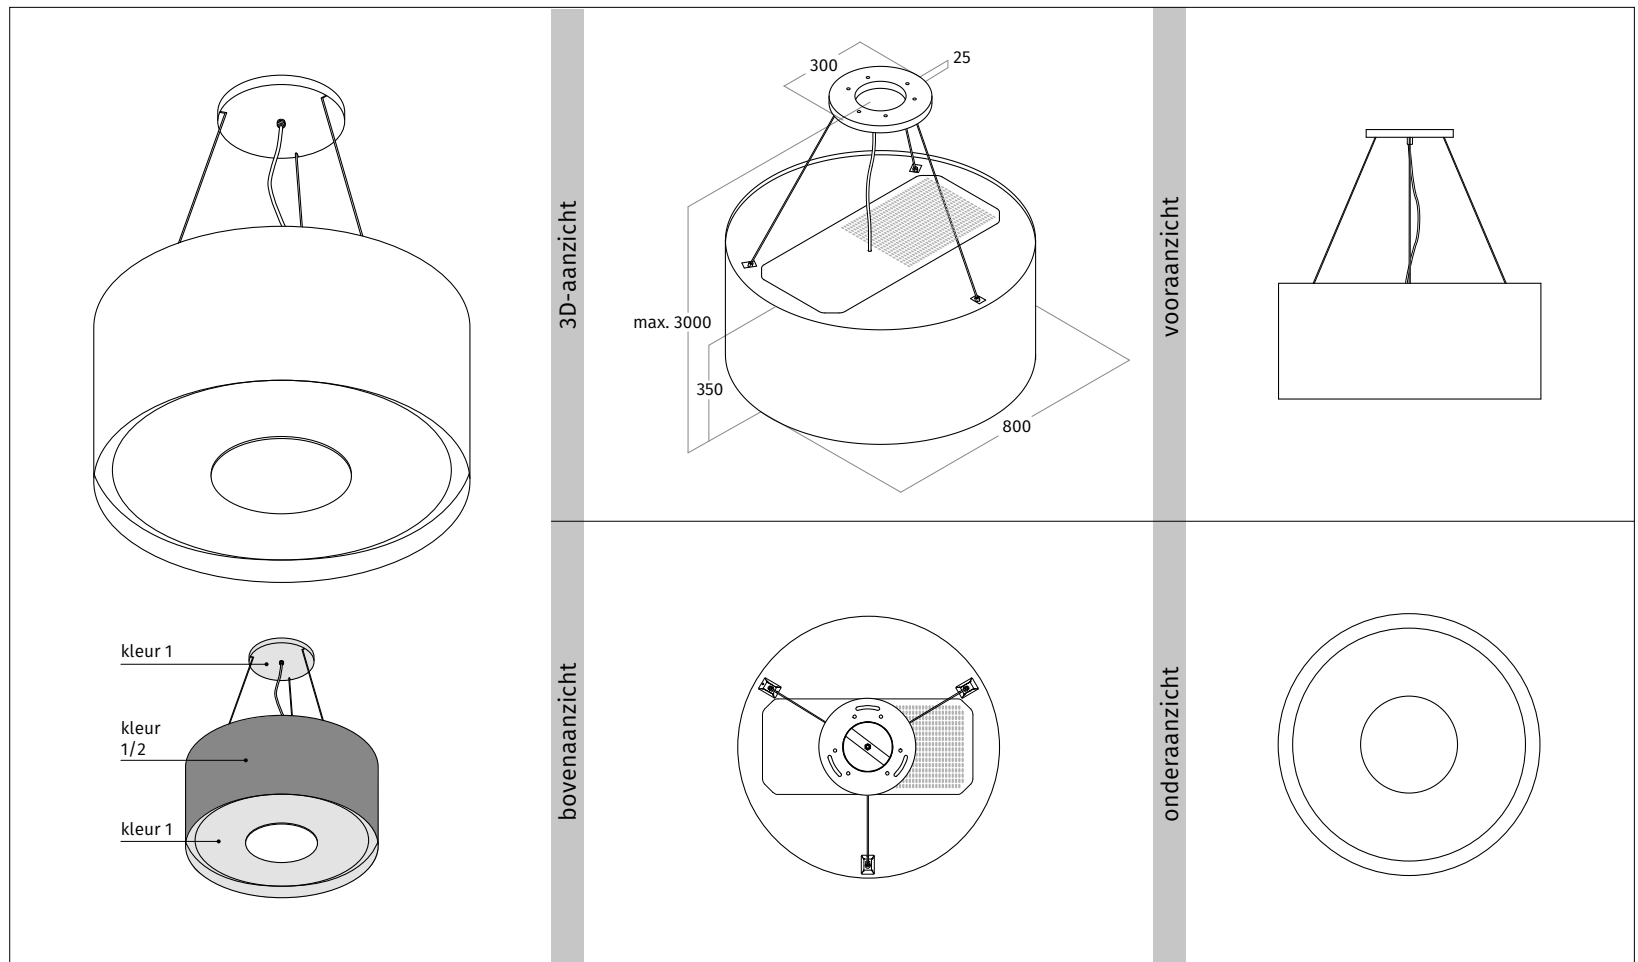 kleur 1
kleur
1/2
kleur 1
3D-aanzicht
300
25
max. 3000
350
800
vooraanzicht
bovenaanzicht
onderaanzicht